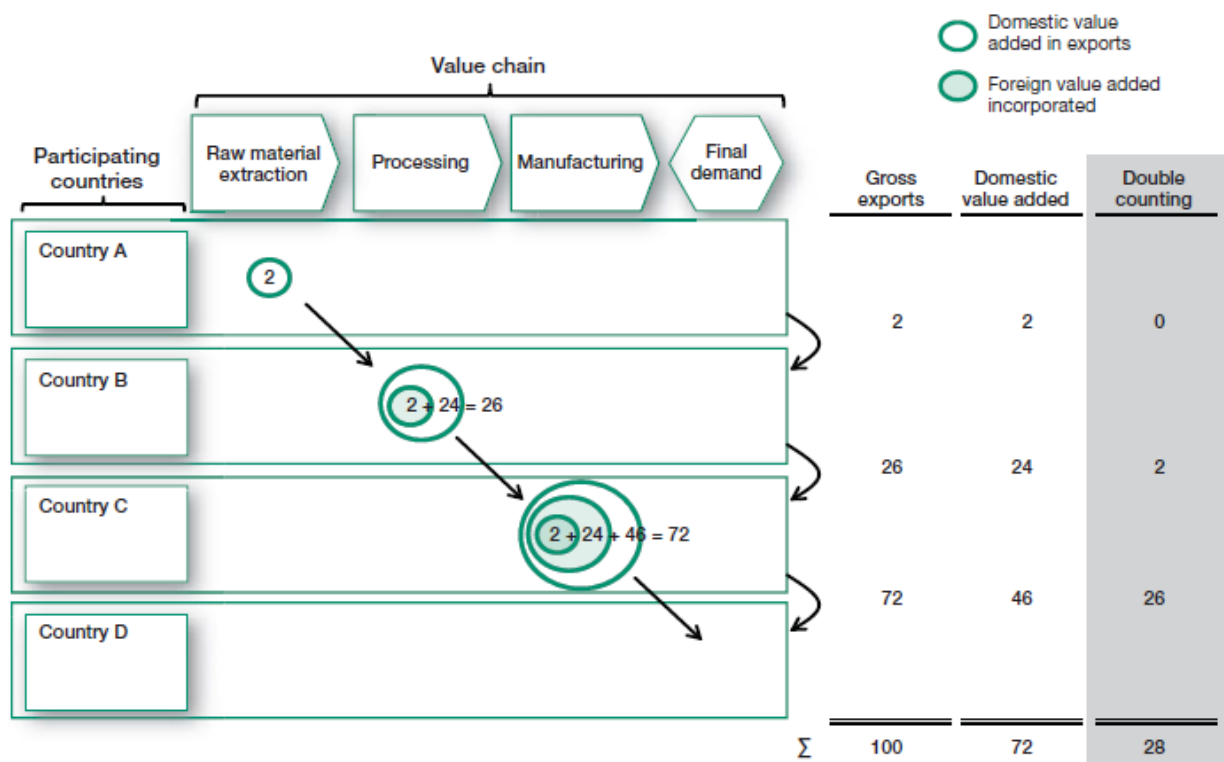 Domestic value
added in exports
Foreign value added
incorporated
Value chain
Participating
countries
Raw material
extraction
Processing
Manufacturing
Final
demand
Gross
exports
Domestic
value added
Double
counting
Country A
2
2 2 0
Country B
2 + 24 = 26
26 24 2
Country C
2 + 24 + 46 = 72
72 46 26
Country D
∑ 100 72 28